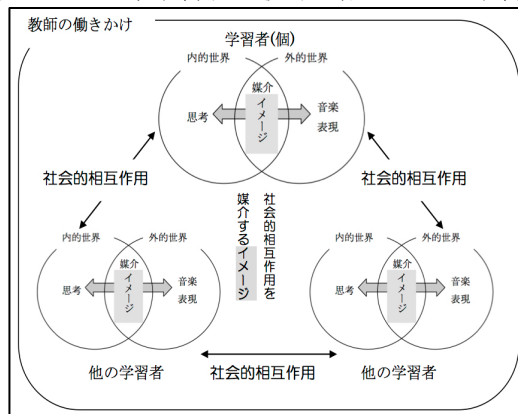 教師の働きかけ
学習者(個)
内的世界
外的世界
媒介
イメージ
思考
音楽
表現
社会的相互作用
社会的相互作用
社会的相互作用を
媒介するイメージ
内的世界
外的世界
媒介
イメージ
思考
音楽
表現
他の学習者
内的世界
外的世界
媒介
イメージ
思考
音楽
表現
他の学習者
社会的相互作用